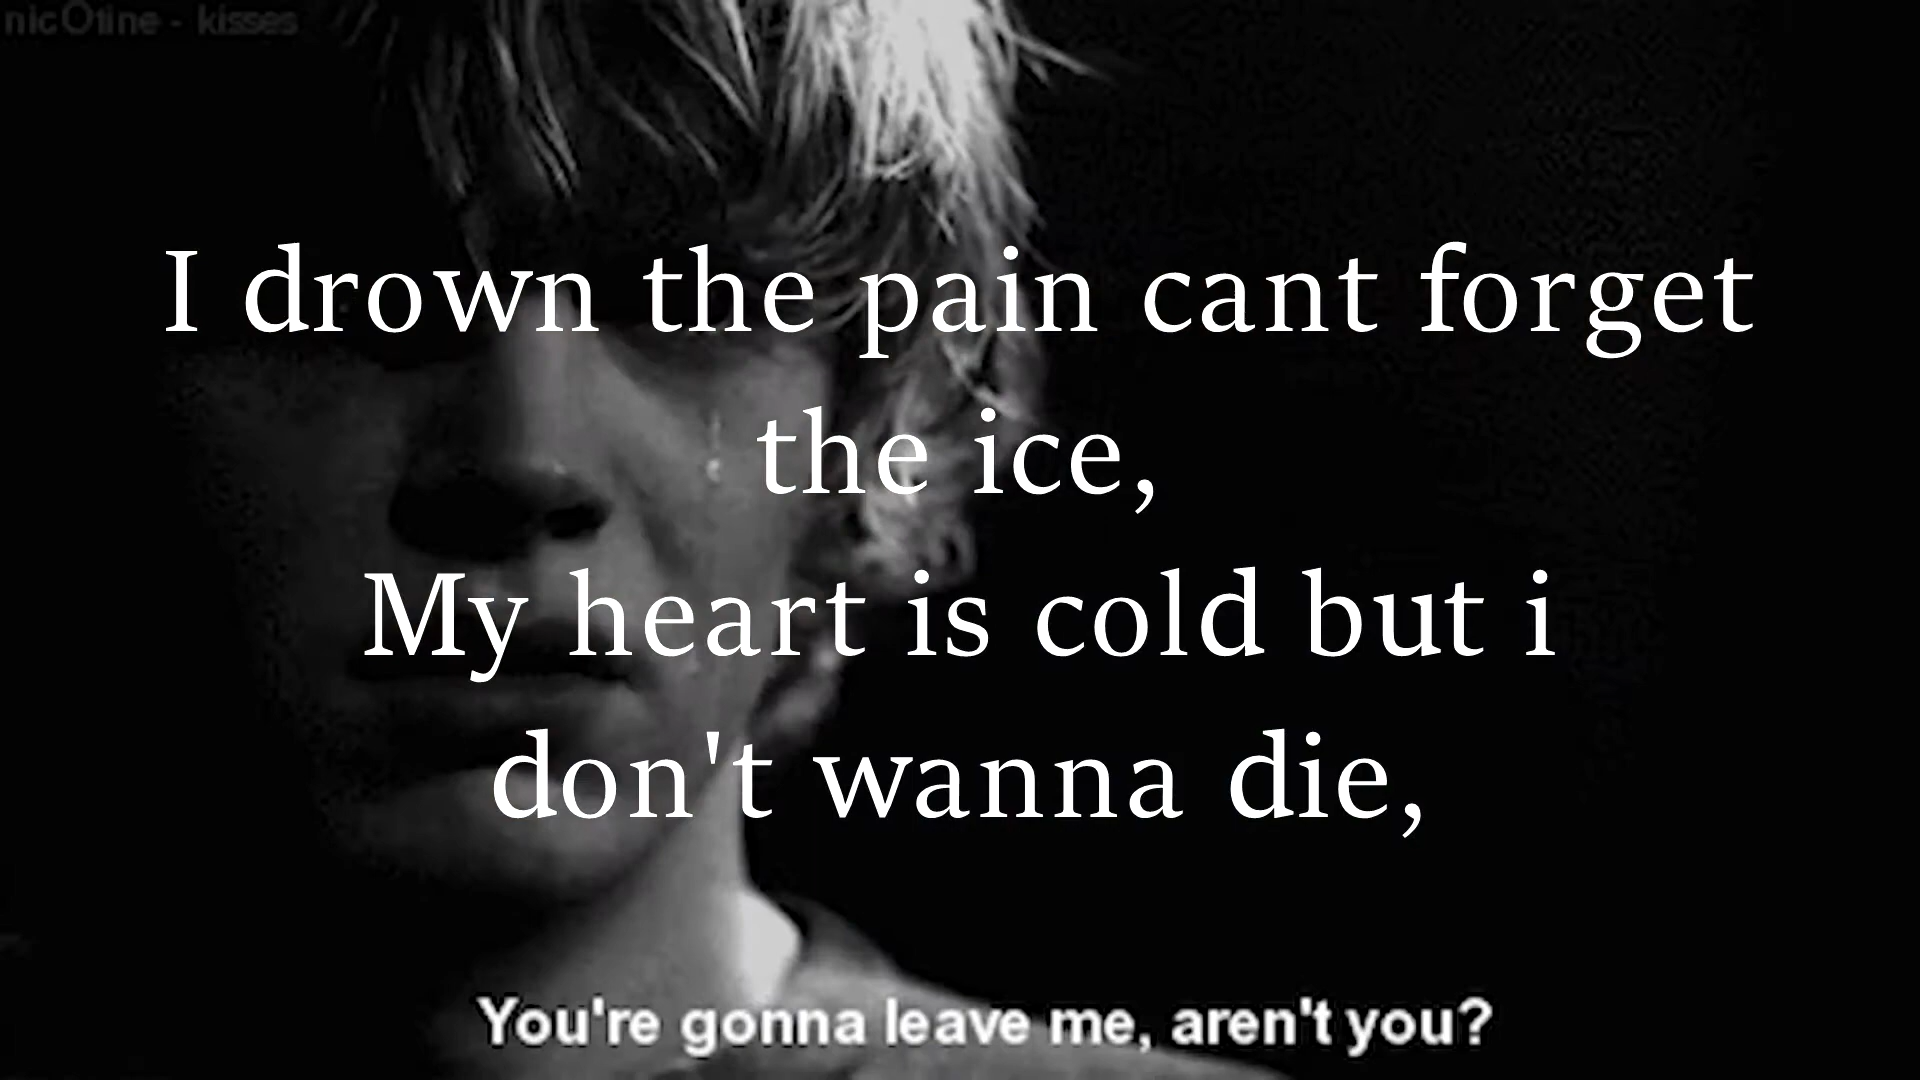 nicOtine - kisses
I drown the pain cant forget
the ice,
My heart is cold but i
don't wanna die,
You're gonna leave me, aren't you?